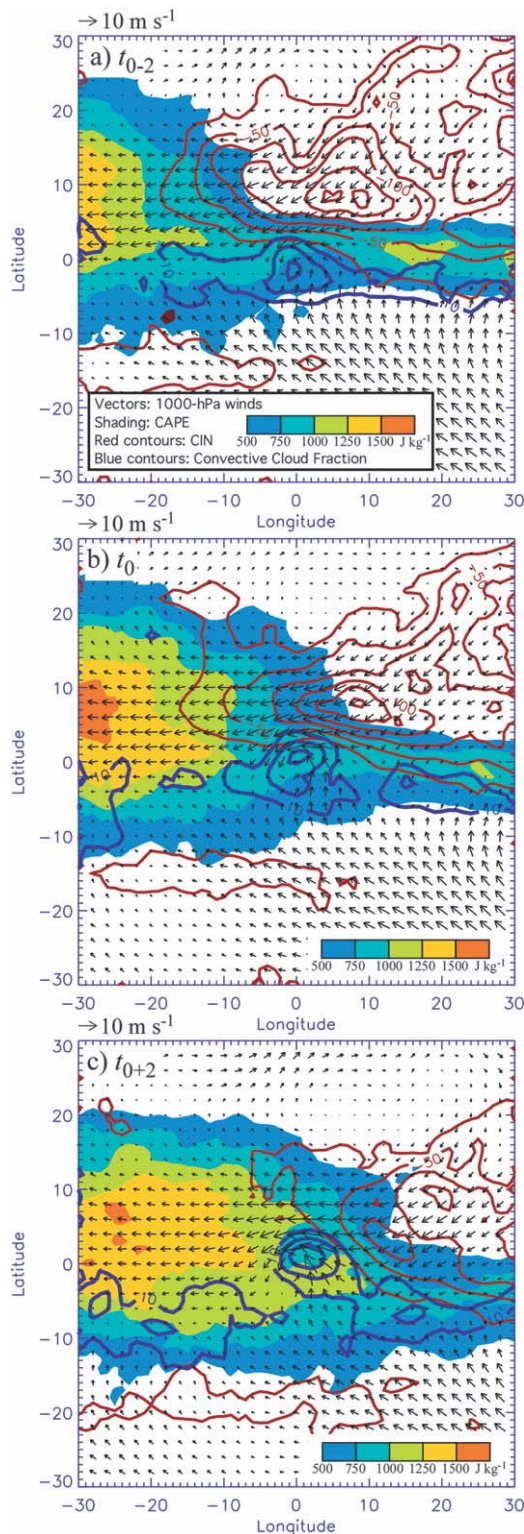 →10 m s⁻¹
a) t₀₋₂
30
20
10
0
−10
−20
−30
Latitude
−50
−50
−100
−50
10
10
Vectors: 1000-hPa winds
Shading: CAPE
Red contours: CIN
Blue contours: Convective Cloud Fraction
500 750 1000 1250 1500 J kg⁻¹
−30 −20 −10 0 10 20 30
Longitude
→10 m s⁻¹
b) t₀
30
20
10
0
−10
−20
−30
Latitude
−50
−100
10
10
10
500 750 1000 1250 1500 J kg⁻¹
−30 −20 −10 0 10 20 30
Longitude
→10 m s⁻¹
c) t₀₊₂
30
20
10
0
−10
−20
−30
Latitude
−50
10
500 750 1000 1250 1500 J kg⁻¹
−30 −20 −10 0 10 20 30
Longitude